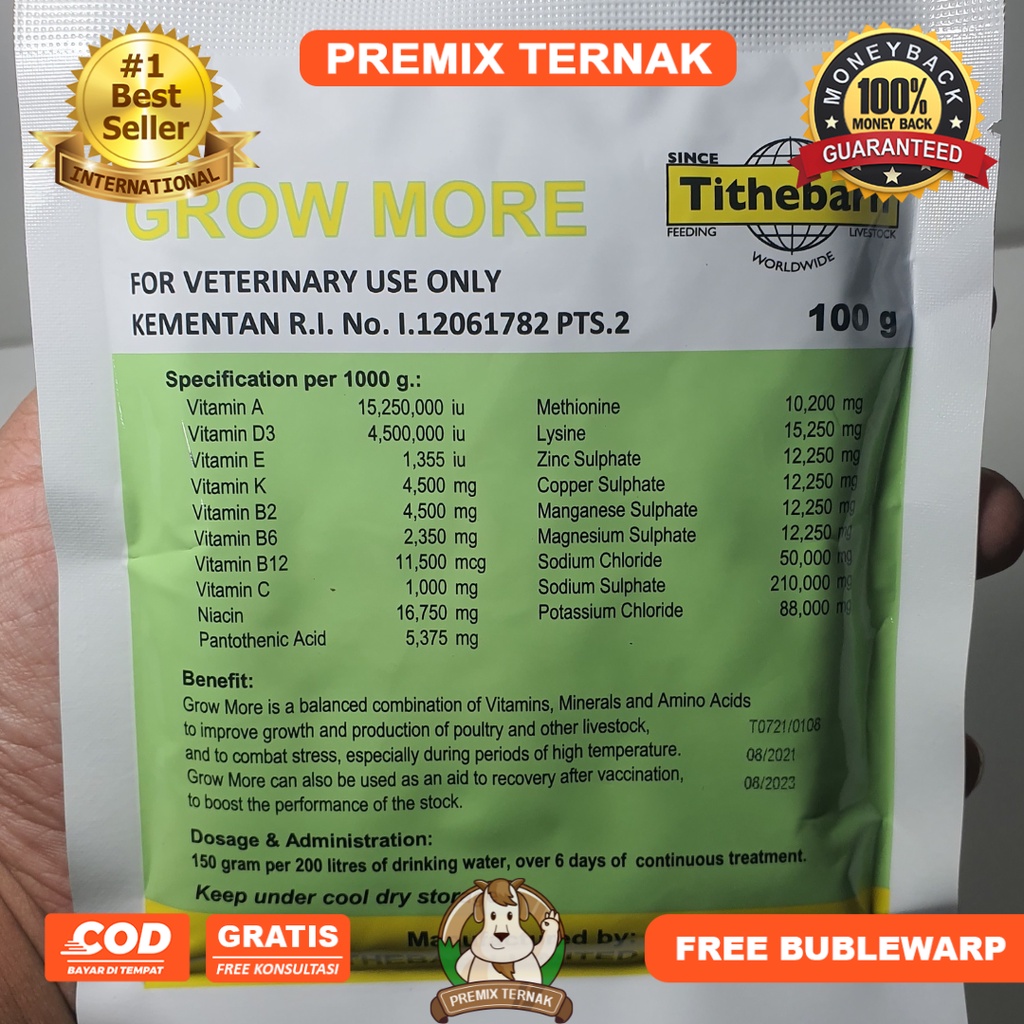 PREMIX TERNAK
#1
Best
Seller
INTERNATIONAL
MONEYBACK
100%
MONEY BACK
GUARANTEED
GROW MORE
SINCE
Tithebarn
FEEDING
LIVESTOCK
WORLDWIDE
FOR VETERINARY USE ONLY
KEMENTAN R.I. No. I.12061782 PTS.2
100 g
Specification per 1000 g.:
Vitamin A 15,250,000 iu
Vitamin D3 4,500,000 iu
Vitamin E 1,355 iu
Vitamin K 4,500 mg
Vitamin B2 4,500 mg
Vitamin B6 2,350 mg
Vitamin B12 11,500 mcg
Vitamin C 1,000 mg
Niacin 16,750 mg
Pantothenic Acid 5,375 mg
Methionine 10,200 mg
Lysine 15,250 mg
Zinc Sulphate 12,250 mg
Copper Sulphate 12,250 mg
Manganese Sulphate 12,250 mg
Magnesium Sulphate 12,250 mg
Sodium Chloride 50,000 mg
Sodium Sulphate 210,000 mg
Potassium Chloride 88,000 mg
Benefit:
Grow More is a balanced combination of Vitamins, Minerals and Amino Acids
to improve growth and production of poultry and other livestock,
and to combat stress, especially during periods of high temperature.
Grow More can also be used as an aid to recovery after vaccination,
to boost the performance of the stock.
T0721/0108
08/2021
08/2023
Dosage & Administration:
150 gram per 200 litres of drinking water, over 6 days of continuous treatment.
Keep under cool dry
by:
COD
BAYAR DI TEMPAT
GRATIS
FREE KONSULTASI
PREMIX TERNAK
FREE BUBLEWARP